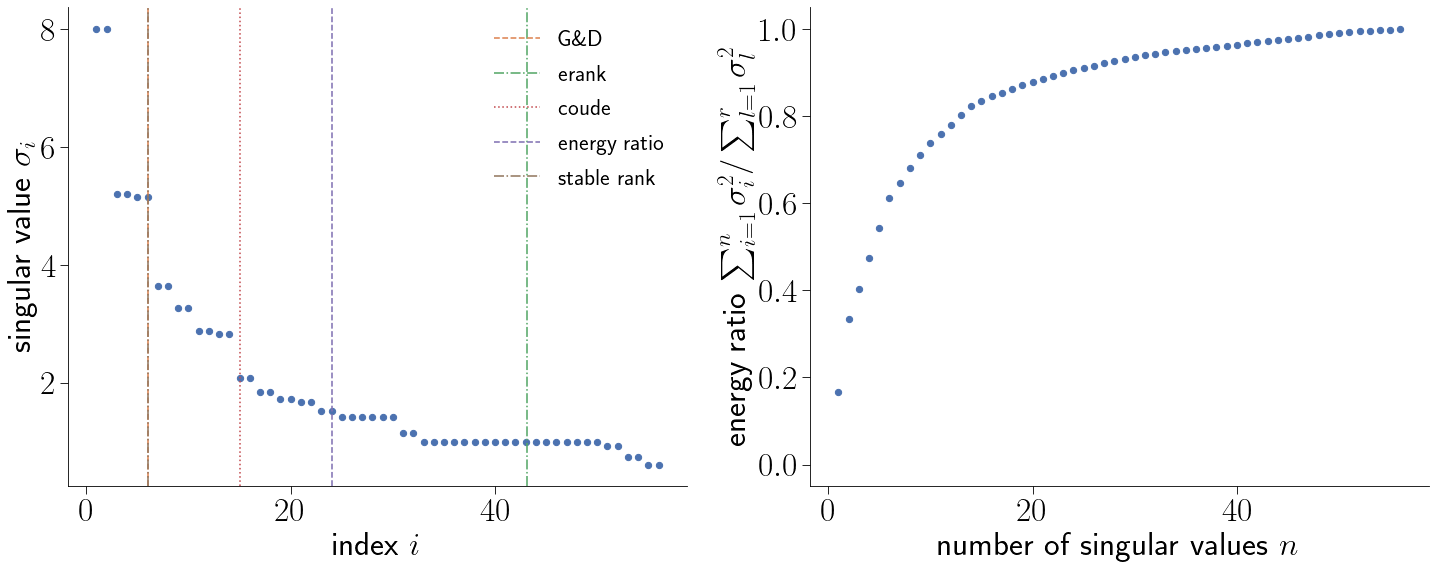 8
6
4
2
0
20
40
singular value σ_i
index i
G&D
erank
coude
energy ratio
stable rank
1.0
0.8
0.6
0.4
0.2
0.0
0
20
40
energy ratio ∑_{i=1}^{n} σ_i^2 / ∑_{l=1}^{r} σ_l^2
number of singular values n